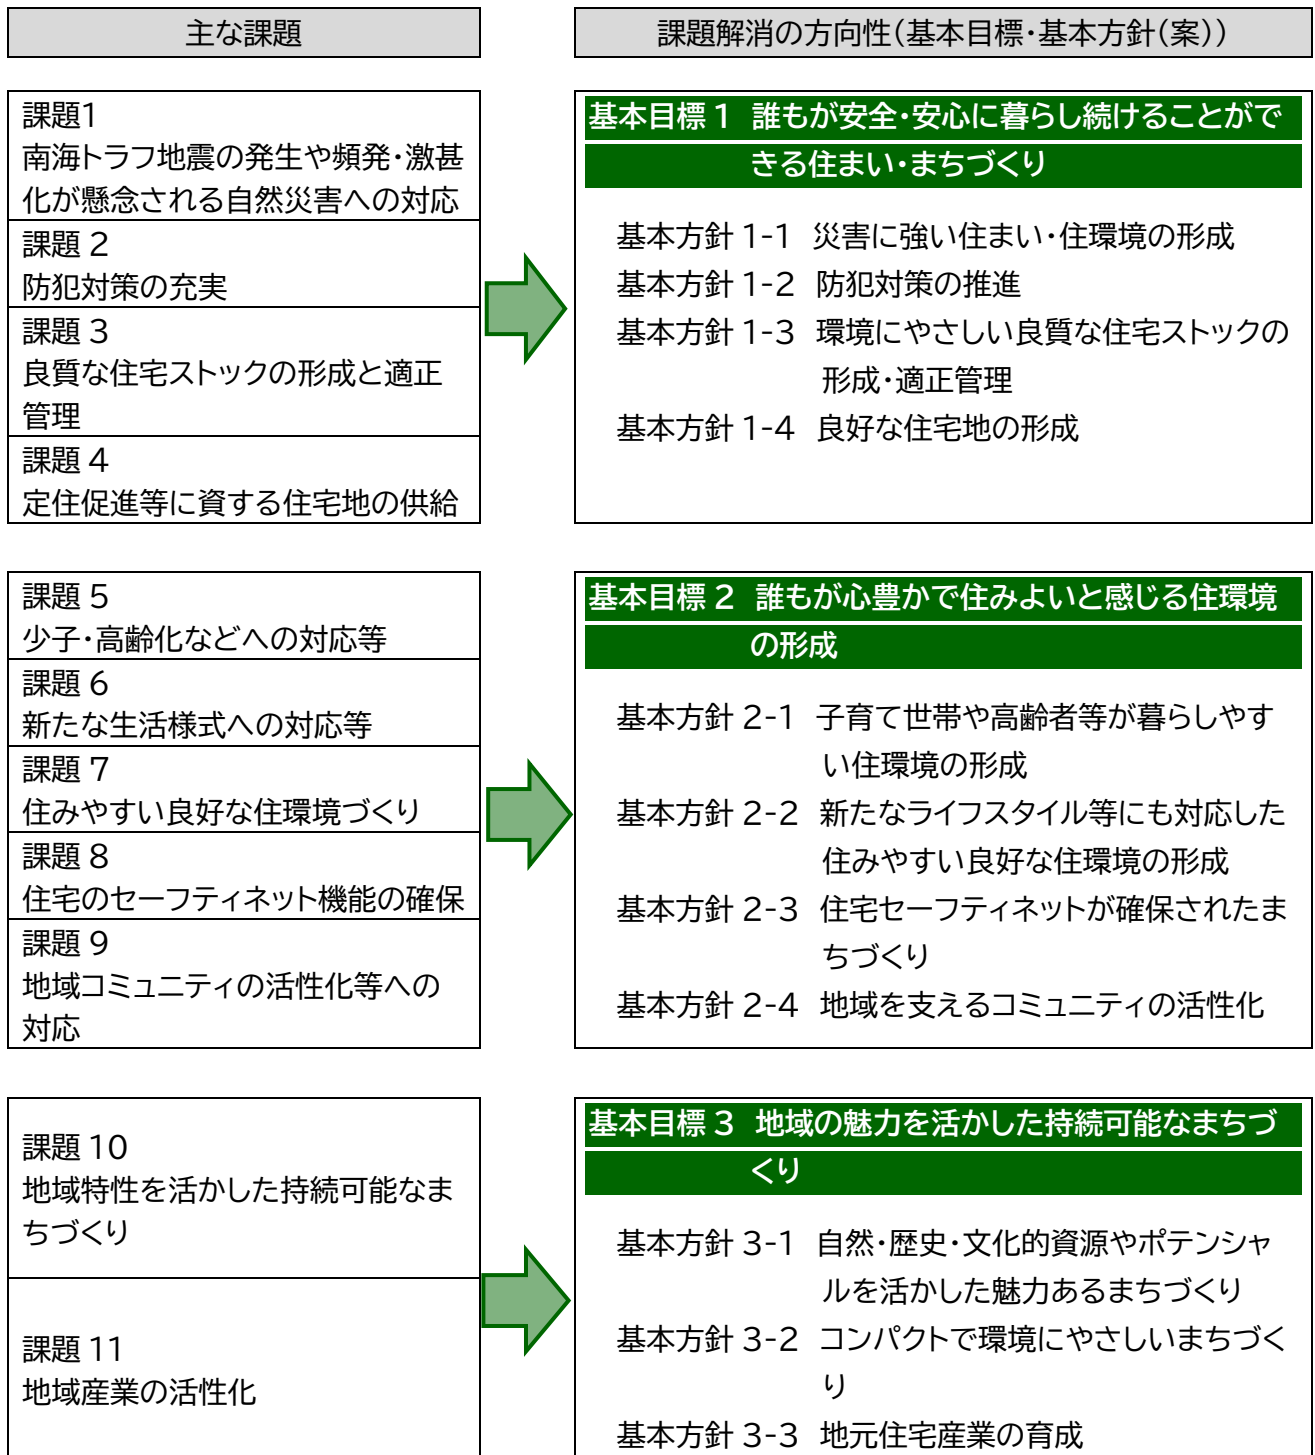 主な課題
課題解消の方向性(基本目標・基本方針(案))
課題1
南海トラフ地震の発生や頻発・激甚
化が懸念される自然災害への対応
課題 2
防犯対策の充実
課題 3
良質な住宅ストックの形成と適正
管理
課題 4
定住促進等に資する住宅地の供給
基本目標 1 誰もが安全・安心に暮らし続けることがで
きる住まい・まちづくり
基本方針 1-1 災害に強い住まい・住環境の形成
基本方針 1-2 防犯対策の推進
基本方針 1-3 環境にやさしい良質な住宅ストックの
形成・適正管理
基本方針 1-4 良好な住宅地の形成
課題 5
少子・高齢化などへの対応等
課題 6
新たな生活様式への対応等
課題 7
住みやすい良好な住環境づくり
課題 8
住宅のセーフティネット機能の確保
課題 9
地域コミュニティの活性化等への
対応
基本目標 2 誰もが心豊かで住みよいと感じる住環境
の形成
基本方針 2-1 子育て世帯や高齢者等が暮らしやす
い住環境の形成
基本方針 2-2 新たなライフスタイル等にも対応した
住みやすい良好な住環境の形成
基本方針 2-3 住宅セーフティネットが確保されたま
ちづくり
基本方針 2-4 地域を支えるコミュニティの活性化
課題 10
地域特性を活かした持続可能なま
ちづくり
課題 11
地域産業の活性化
基本目標 3 地域の魅力を活かした持続可能なまちづ
くり
基本方針 3-1 自然・歴史・文化的資源やポテンシャ
ルを活かした魅力あるまちづくり
基本方針 3-2 コンパクトで環境にやさしいまちづく
り
基本方針 3-3 地元住宅産業の育成